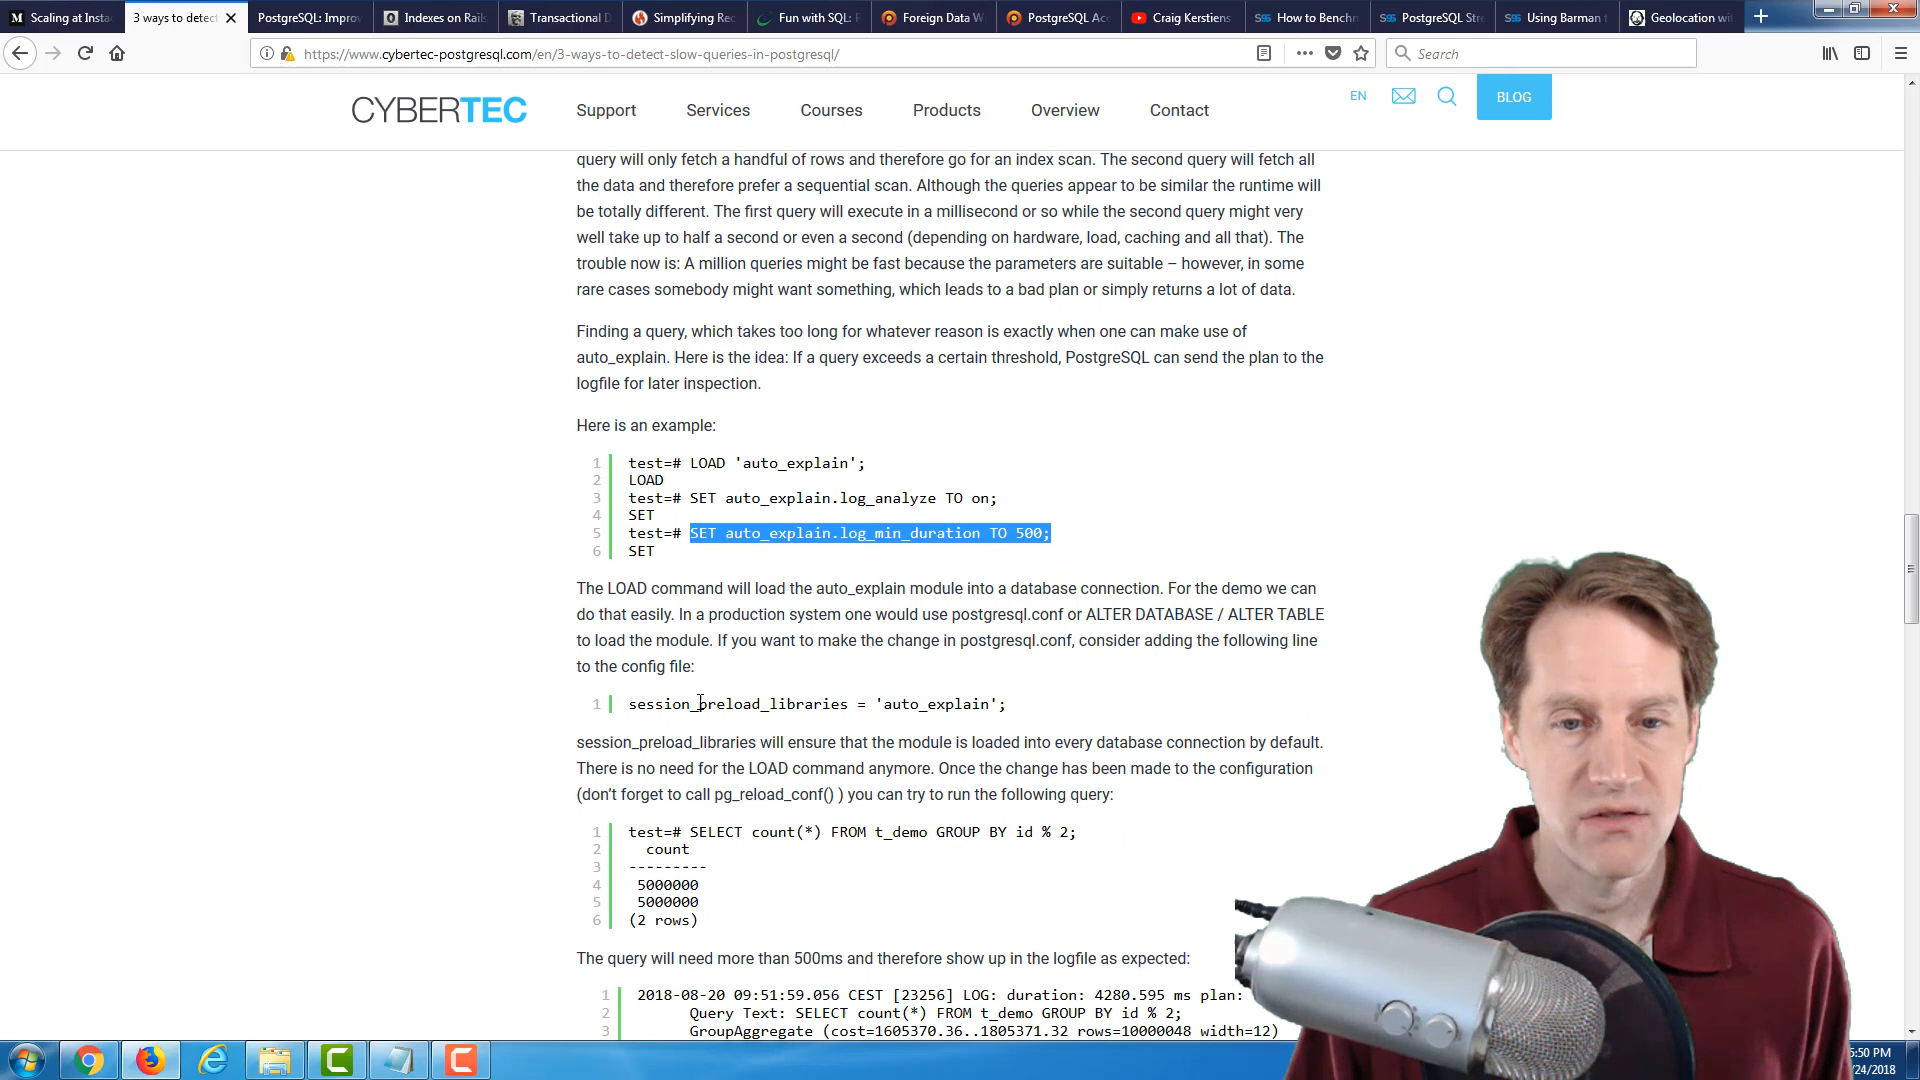 Scaling at Insta
3 ways to detect
PostgreSQL: Improv
Indexes on Rails
Transactional D
Simplifying Rec
Fun with SQL: F
Foreign Data W
PostgreSQL Acc
Craig Kerstiens
How to Benchm
PostgreSQL Stre
Using Barman t
Geolocation wi
https://www.cybertec-postgresql.com/en/3-ways-to-detect-slow-queries-in-postgresql/
Search
CYBERTEC
Support
Services
Courses
Products
Overview
Contact
EN
BLOG
query will only fetch a handful of rows and therefore go for an index scan. The second query will fetch all
the data and therefore prefer a sequential scan. Although the queries appear to be similar the runtime will
be totally different. The first query will execute in a millisecond or so while the second query might very
well take up to half a second or even a second (depending on hardware, load, caching and all that). The
trouble now is: A million queries might be fast because the parameters are suitable – however, in some
rare cases somebody might want something, which leads to a bad plan or simply returns a lot of data.
Finding a query, which takes too long for whatever reason is exactly when one can make use of
auto_explain. Here is the idea: If a query exceeds a certain threshold, PostgreSQL can send the plan to the
logfile for later inspection.
Here is an example:
1 test=# LOAD 'auto_explain';
2 LOAD
3 test=# SET auto_explain.log_analyze TO on;
4 SET
5 test=# SET auto_explain.log_min_duration TO 500;
6 SET
The LOAD command will load the auto_explain module into a database connection. For the demo we can
do that easily. In a production system one would use postgresql.conf or ALTER DATABASE / ALTER TABLE
to load the module. If you want to make the change in postgresql.conf, consider adding the following line
to the config file:
1 session_preload_libraries = 'auto_explain';
session_preload_libraries will ensure that the module is loaded into every database connection by default.
There is no need for the LOAD command anymore. Once the change has been made to the configuration
(don’t forget to call pg_reload_conf() ) you can try to run the following query:
1 test=# SELECT count(*) FROM t_demo GROUP BY id % 2;
2 count
3 ---------
4 5000000
5 5000000
6 (2 rows)
The query will need more than 500ms and therefore show up in the logfile as expected:
1 2018-08-20 09:51:59.056 CEST [23256] LOG: duration: 4280.595 ms plan:
2 Query Text: SELECT count(*) FROM t_demo GROUP BY id % 2;
3 GroupAggregate (cost=1605370.36..1805371.32 rows=10000048 width=12)
5:50 PM
/24/2018